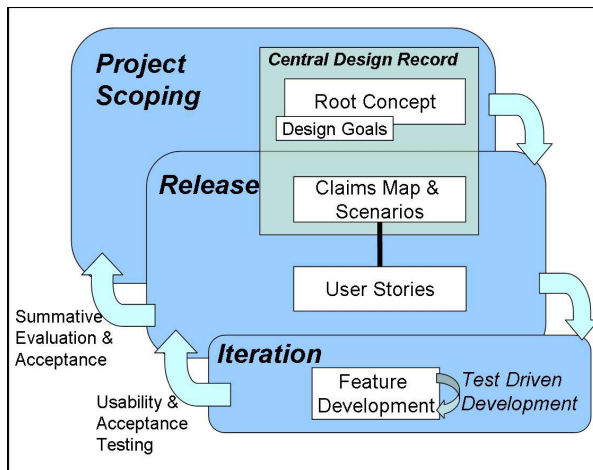 Project
Scoping
Central Design Record
Root Concept
Design Goals
Release
Claims Map &
Scenarios
User Stories
Summative
Evaluation &
Acceptance
Iteration
Feature
Development
Test Driven
Development
Usability &
Acceptance
Testing